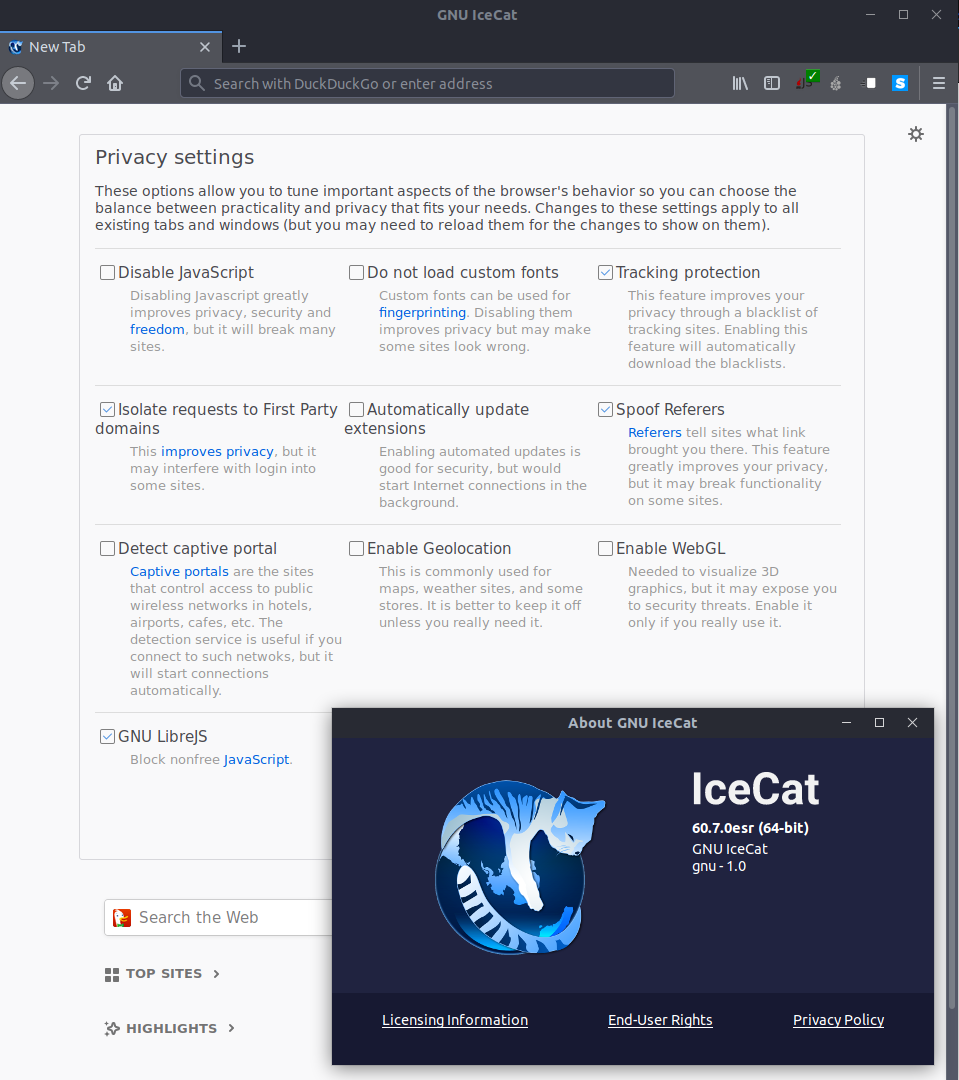 GNU IceCat
New Tab
Search with DuckDuckGo or enter address
Privacy settings
These options allow you to tune important aspects of the browser's behavior so you can choose the
balance between practicality and privacy that fits your needs. Changes to these settings apply to all
existing tabs and windows (but you may need to reload them for the changes to show on them).
Disable JavaScript
Disabling Javascript greatly
improves privacy, security and
freedom, but it will break many
sites.
Do not load custom fonts
Custom fonts can be used for
fingerprinting. Disabling them
improves privacy but may make
some sites look wrong.
Tracking protection
This feature improves your
privacy through a blacklist of
tracking sites. Enabling this
feature will automatically
download the blacklists.
Isolate requests to First Party
domains
This improves privacy, but it
may interfere with login into
some sites.
Automatically update
extensions
Enabling automated updates is
good for security, but would
start Internet connections in the
background.
Spoof Referers
Referers tell sites what link
brought you there. This feature
greatly improves your privacy,
but it may break functionality
on some sites.
Detect captive portal
Captive portals are the sites
that control access to public
wireless networks in hotels,
airports, cafes, etc. The
detection service is useful if you
connect to such netwoks, but it
will start connections
automatically.
Enable Geolocation
This is commonly used for
maps, weather sites, and some
stores. It is better to keep it off
unless you really need it.
Enable WebGL
Needed to visualize 3D
graphics, but it may expose you
to security threats. Enable it
only if you really use it.
GNU LibreJS
Block nonfree JavaScript.
Search the Web
TOP SITES
HIGHLIGHTS
About GNU IceCat
IceCat
60.7.0esr (64-bit)
GNU IceCat
gnu - 1.0
Licensing Information
End-User Rights
Privacy Policy